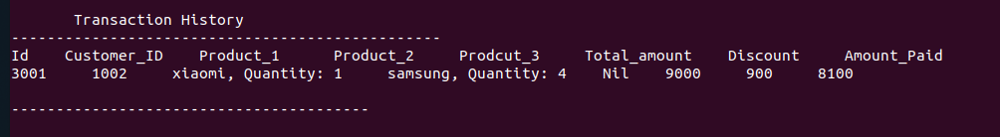 Transaction History
------------------------------------------------
Id Customer_ID Product_1 Product_2 Prodcut_3 Total_amount Discount Amount_Paid
3001 1002 xiaomi, Quantity: 1 samsung, Quantity: 4 Nil 9000 900 8100
----------------------------------------